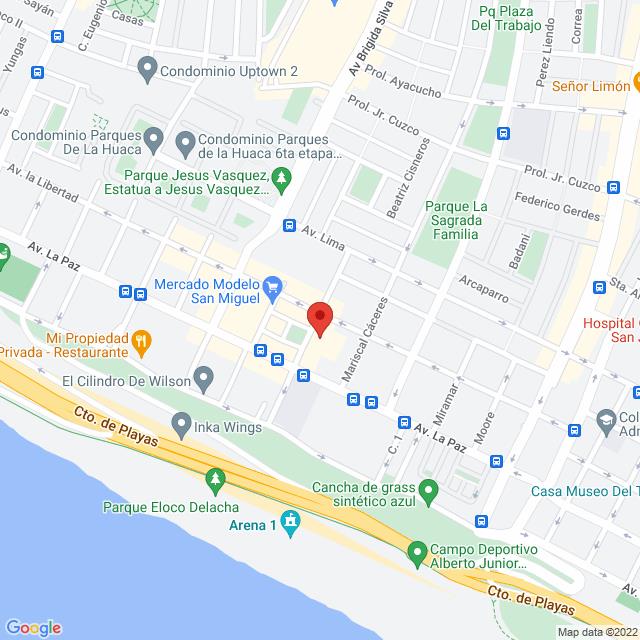 Sayán
Casas
C. Eugenio
Yungas
Condominio Uptown 2
Av Brigida Silva
Pq Plaza
Del Trabajo
Perez Liendo
Correa
Señor Limón
Prol. Ayacucho
Prol. Jr. Cuzco
Condominio Parques
De La Huaca
Condominio Parques
de la Huaca 6ta etapa...
Beatriz Cisneros
Prol. Jr. Cuzco
Federico Gerdes
Av. la Libertad
Parque Jesus Vasquez,
Estatua a Jesus Vasquez...
Parque La
Sagrada
Familia
Badani
Av. Lima
Av. La Paz
Arcaparro
Sta. A
Mercado Modelo
San Miguel
Mariscal Cáceres
Hospital
San J
Mi Propiedad
Privada - Restaurante
El Cilindro De Wilson
Miramar
Moore
Inka Wings
Cto. de Playas
C. 1
Av. La Paz
Col
Adm
Cancha de grass
sintético azul
Casa Museo Del T
Parque Eloco Delacha
Arena 1
Campo Deportivo
Alberto Junior...
Cto. de Playas
Google
Map data ©2022